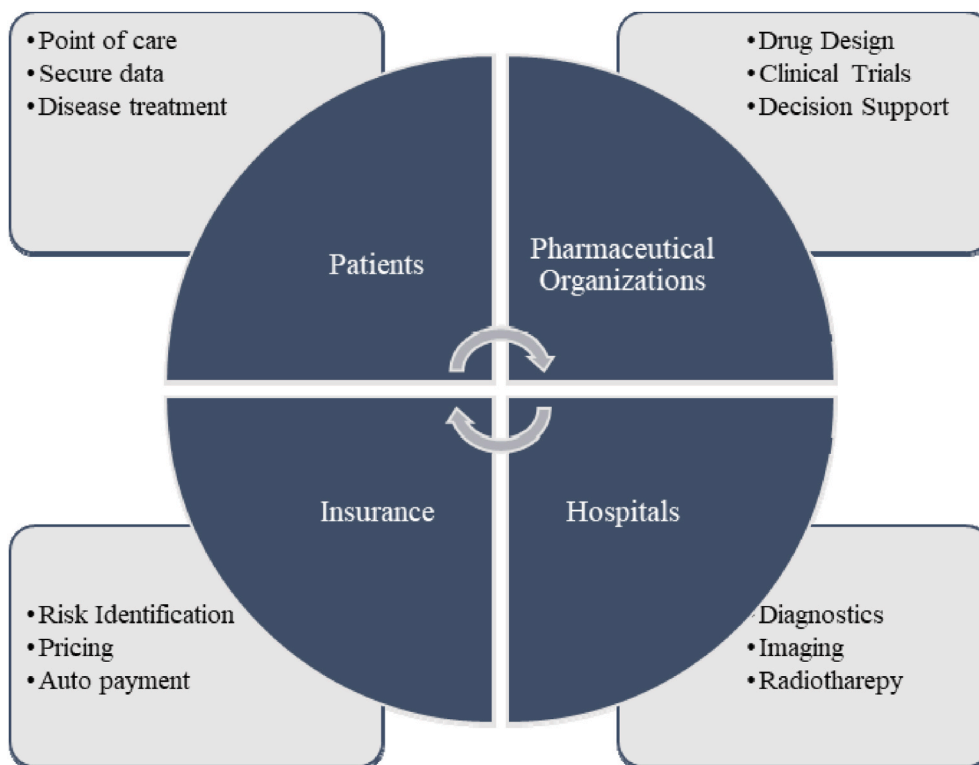 •Point of care
•Secure data
•Disease treatment
•Drug Design
•Clinical Trials
•Decision Support
Patients
Pharmaceutical
Organizations
Insurance
Hospitals
•Risk Identification
•Pricing
•Auto payment
•Diagnostics
•Imaging
•Radiotharepy